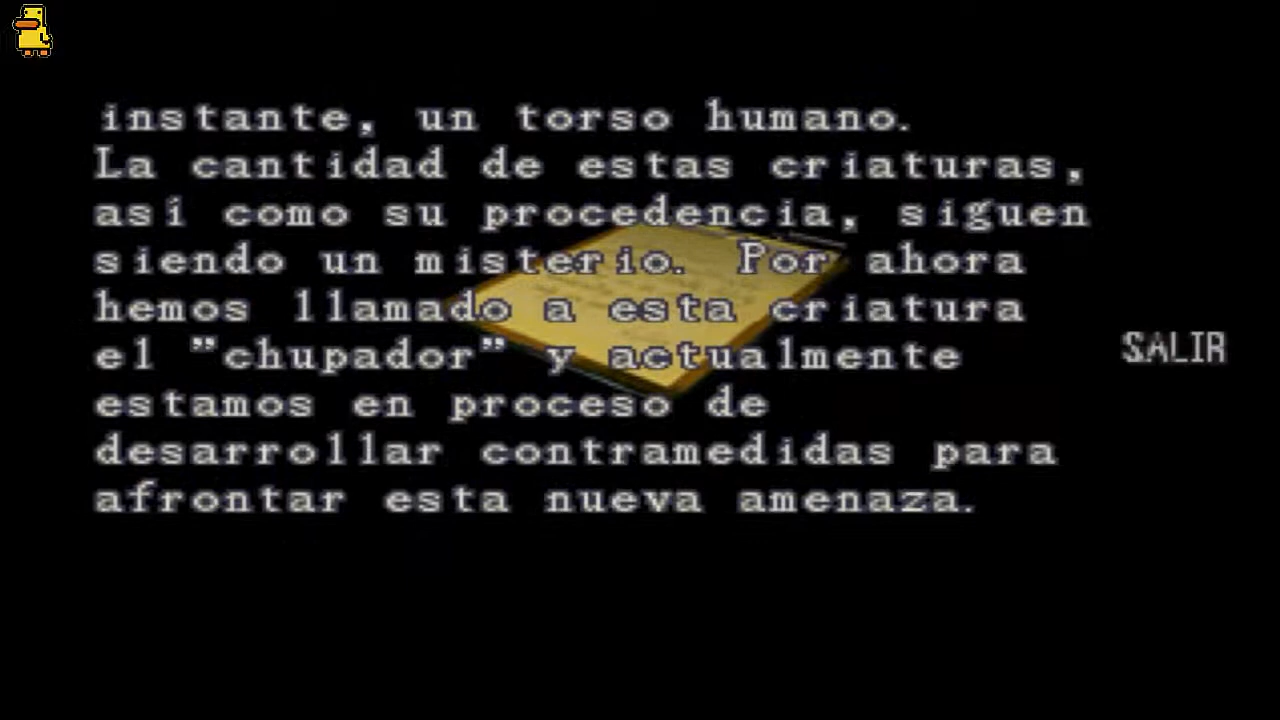 instante, un torso humano.
La cantidad de estas criaturas,
así como su procedencia, siguen
siendo un misterio. Por ahora
hemos llamado a esta criatura
el "chupador" y actualmente
estamos en proceso de
desarrollar contramedidas para
afrontar esta nueva amenaza.
SALIR